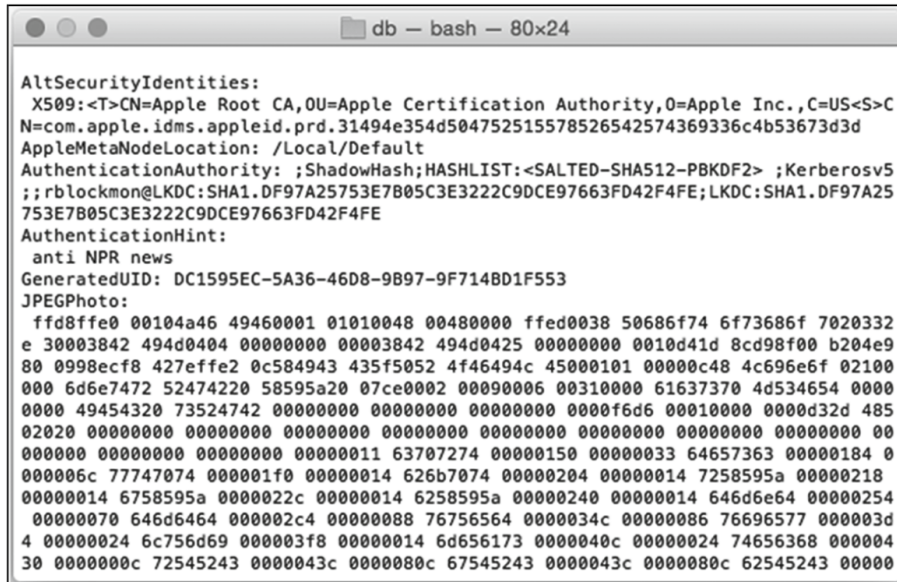 db — bash — 80×24
AltSecurityIdentities:
X509:<T>CN=Apple Root CA,OU=Apple Certification Authority,O=Apple Inc.,C=US<S>C
N=com.apple.idms.appleid.prd.31494e354d504752515578526542574369336c4b53673d3d
AppleMetaNodeLocation: /Local/Default
AuthenticationAuthority: ;ShadowHash;HASHLIST:<SALTED-SHA512-PBKDF2> ;Kerberosv5
;;rblockmon@LKDC:SHA1.DF97A25753E7B05C3E3222C9DCE97663FD42F4FE;LKDC:SHA1.DF97A25
753E7B05C3E3222C9DCE97663FD42F4FE
AuthenticationHint:
anti NPR news
GeneratedUID: DC1595EC-5A36-46D8-9B97-9F714BD1F553
JPEGPhoto:
ffd8ffe0 00104a46 49460001 01010048 00480000 ffed0038 50686f74 6f73686f 7020332
e 30003842 494d0404 00000000 00003842 494d0425 00000000 0010d41d 8cd98f00 b204e9
80 0998ecf8 427effe2 0c584943 435f5052 4f46494c 45000101 00000c48 4c696e6f 02100
000 6d6e7472 52474220 58595a20 07ce0002 00090006 00310000 61637370 4d534654 0000
0000 49454320 73524742 00000000 00000000 00000000 0000f6d6 00010000 0000d32d 485
02020 00000000 00000000 00000000 00000000 00000000 00000000 00000000 00000000 00
000000 00000000 00000000 00000011 63707274 00000150 00000033 64657363 00000184 0
000006c 77747074 000001f0 00000014 626b7074 00000204 00000014 7258595a 00000218
00000014 6758595a 0000022c 00000014 6258595a 00000240 00000014 646d6e64 00000254
00000070 646d6464 000002c4 00000088 76756564 0000034c 00000086 76696577 000003d
4 00000024 6c756d69 000003f8 00000014 6d656173 0000040c 00000024 74656368 000004
30 0000000c 72545243 0000043c 0000080c 67545243 0000043c 0000080c 62545243 00000